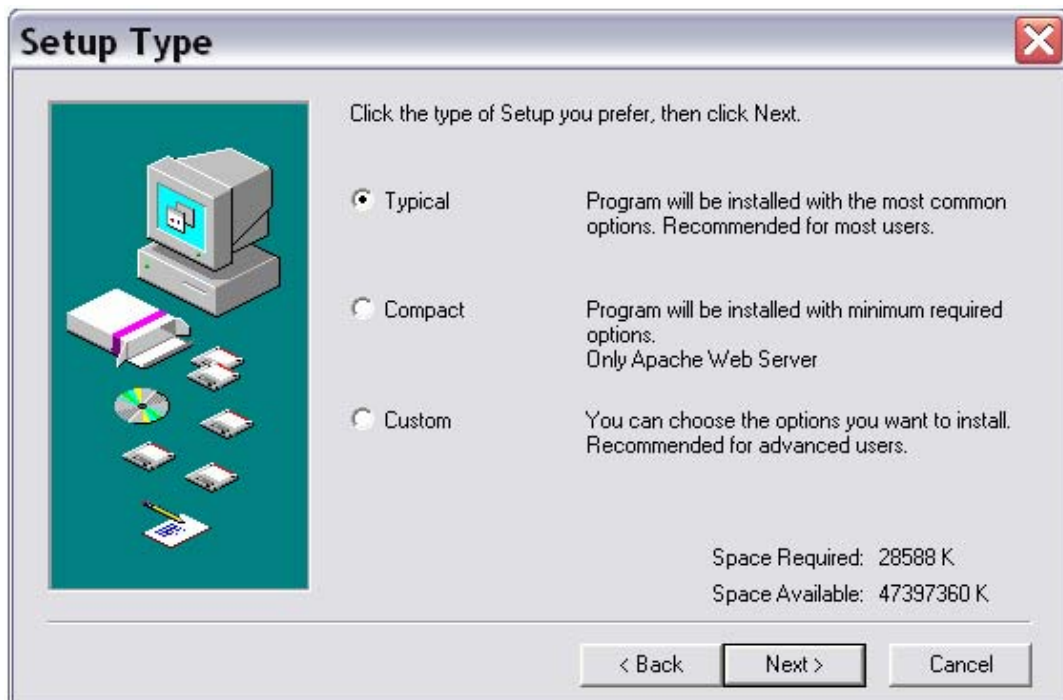 Setup Type
Click the type of Setup you prefer, then click Next.
Typical
Program will be installed with the most common
options. Recommended for most users.
Compact
Program will be installed with minimum required
options.
Only Apache Web Server
Custom
You can choose the options you want to install.
Recommended for advanced users.
Space Required: 28588 K
Space Available: 47397360 K
< Back
Next >
Cancel